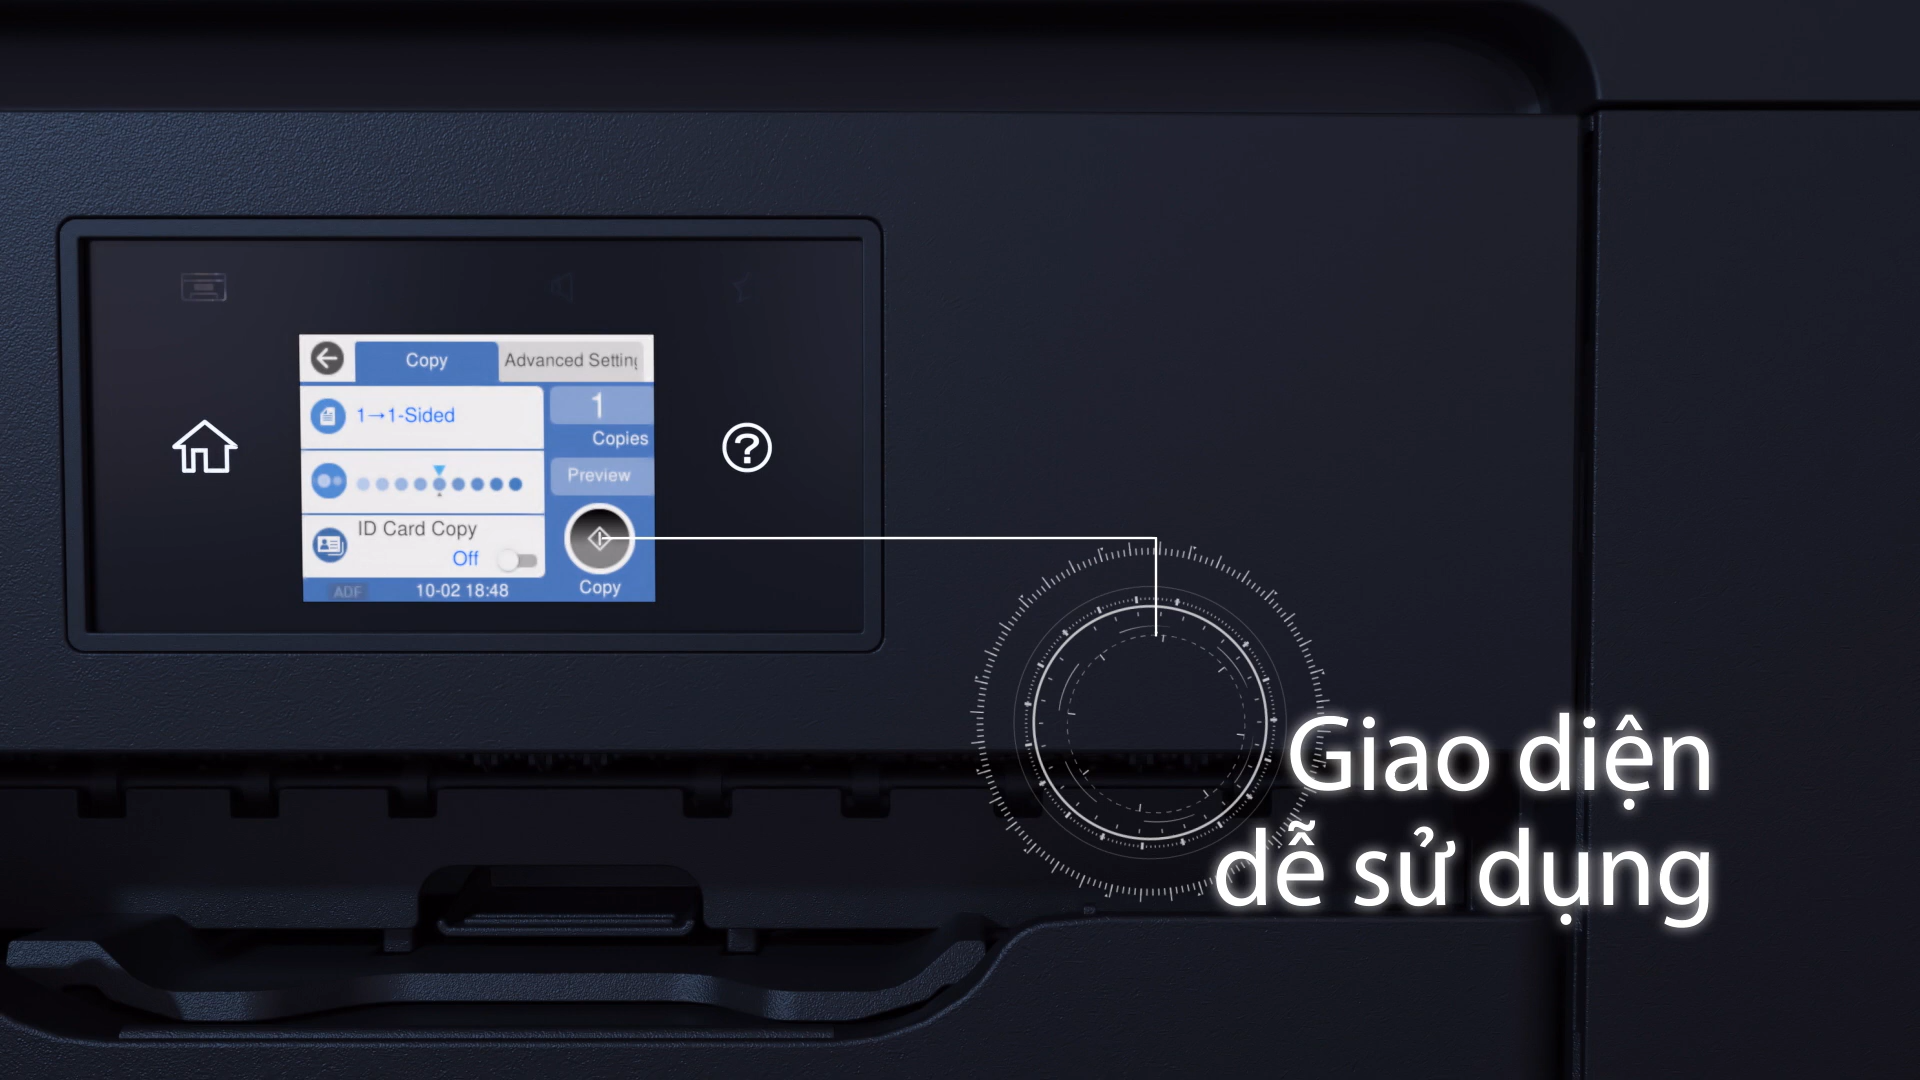 Copy
Advanced Setting
1→1-Sided
1
Copies
Preview
ID Card Copy
Off
ADF
10-02 18:48
Copy
Giao diện
dễ sử dụng